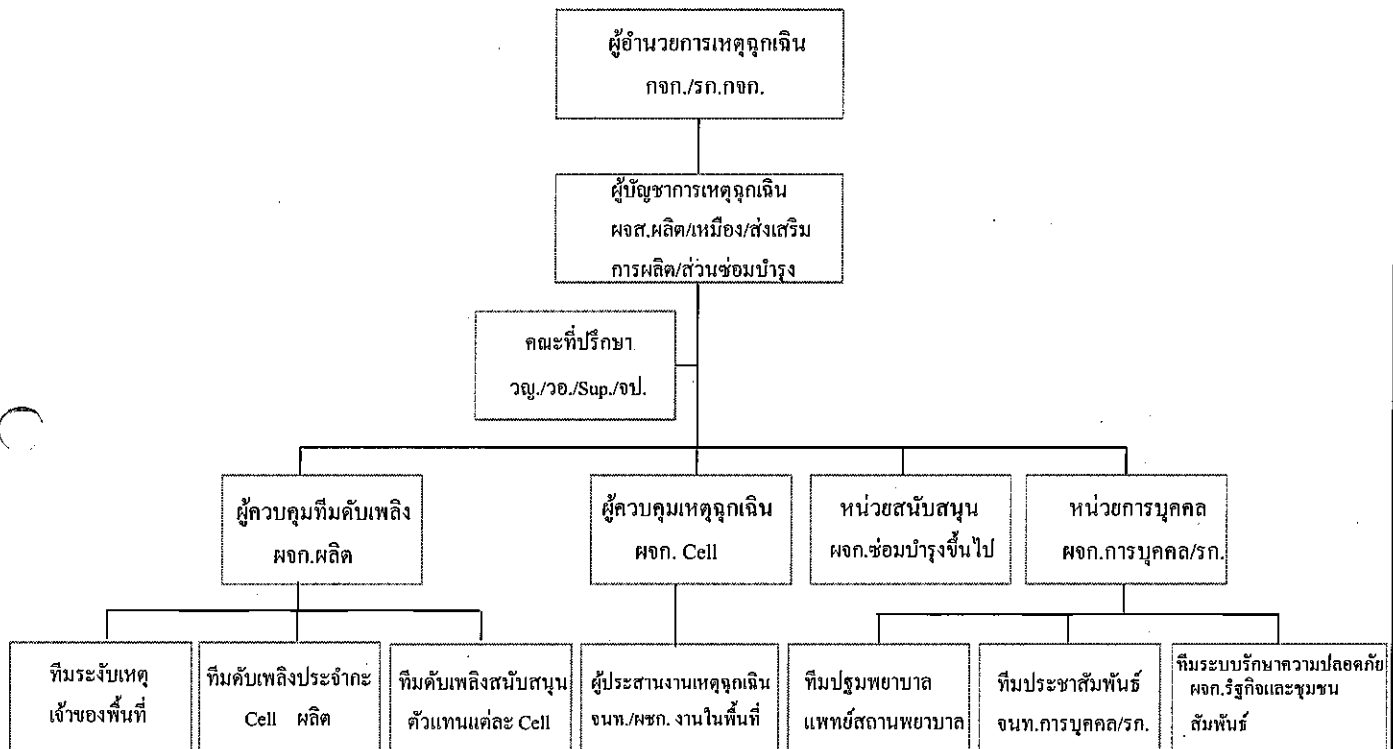 ผู้อำนวยการเหตุฉุกเฉิน
กจก./รก.กจก.
ผู้บัญชาการเหตุฉุกเฉิน
ผจส.ผลิต/เหมือง/ส่งเสริม
การผลิต/ส่วนซ่อมบำรุง
คณะที่ปรึกษา
วญ./วอ./Sup./จป.
ผู้ควบคุมทีมดับเพลิง
ผจก.ผลิต
ผู้ควบคุมเหตุฉุกเฉิน
ผจก. Cell
หน่วยสนับสนุน
ผจก.ซ่อมบำรุงขึ้นไป
หน่วยการบุคคล
ผจก.การบุคคล/รก.
ทีมระงับเหตุ
เจ้าของพื้นที่
ทีมดับเพลิงประจำกะ
Cell ผลิต
ทีมดับเพลิงสนับสนุน
ตัวแทนแต่ละ Cell
ผู้ประสานงานเหตุฉุกเฉิน
จนท./ผชก. งานในพื้นที่
ทีมปฐมพยาบาล
แพทย์สถานพยาบาล
ทีมประชาสัมพันธ์
จนท.การบุคคล/รก.
ทีมระบบรักษาความปลอดภัย
ผจก.รัฐกิจและชุมชน
สัมพันธ์